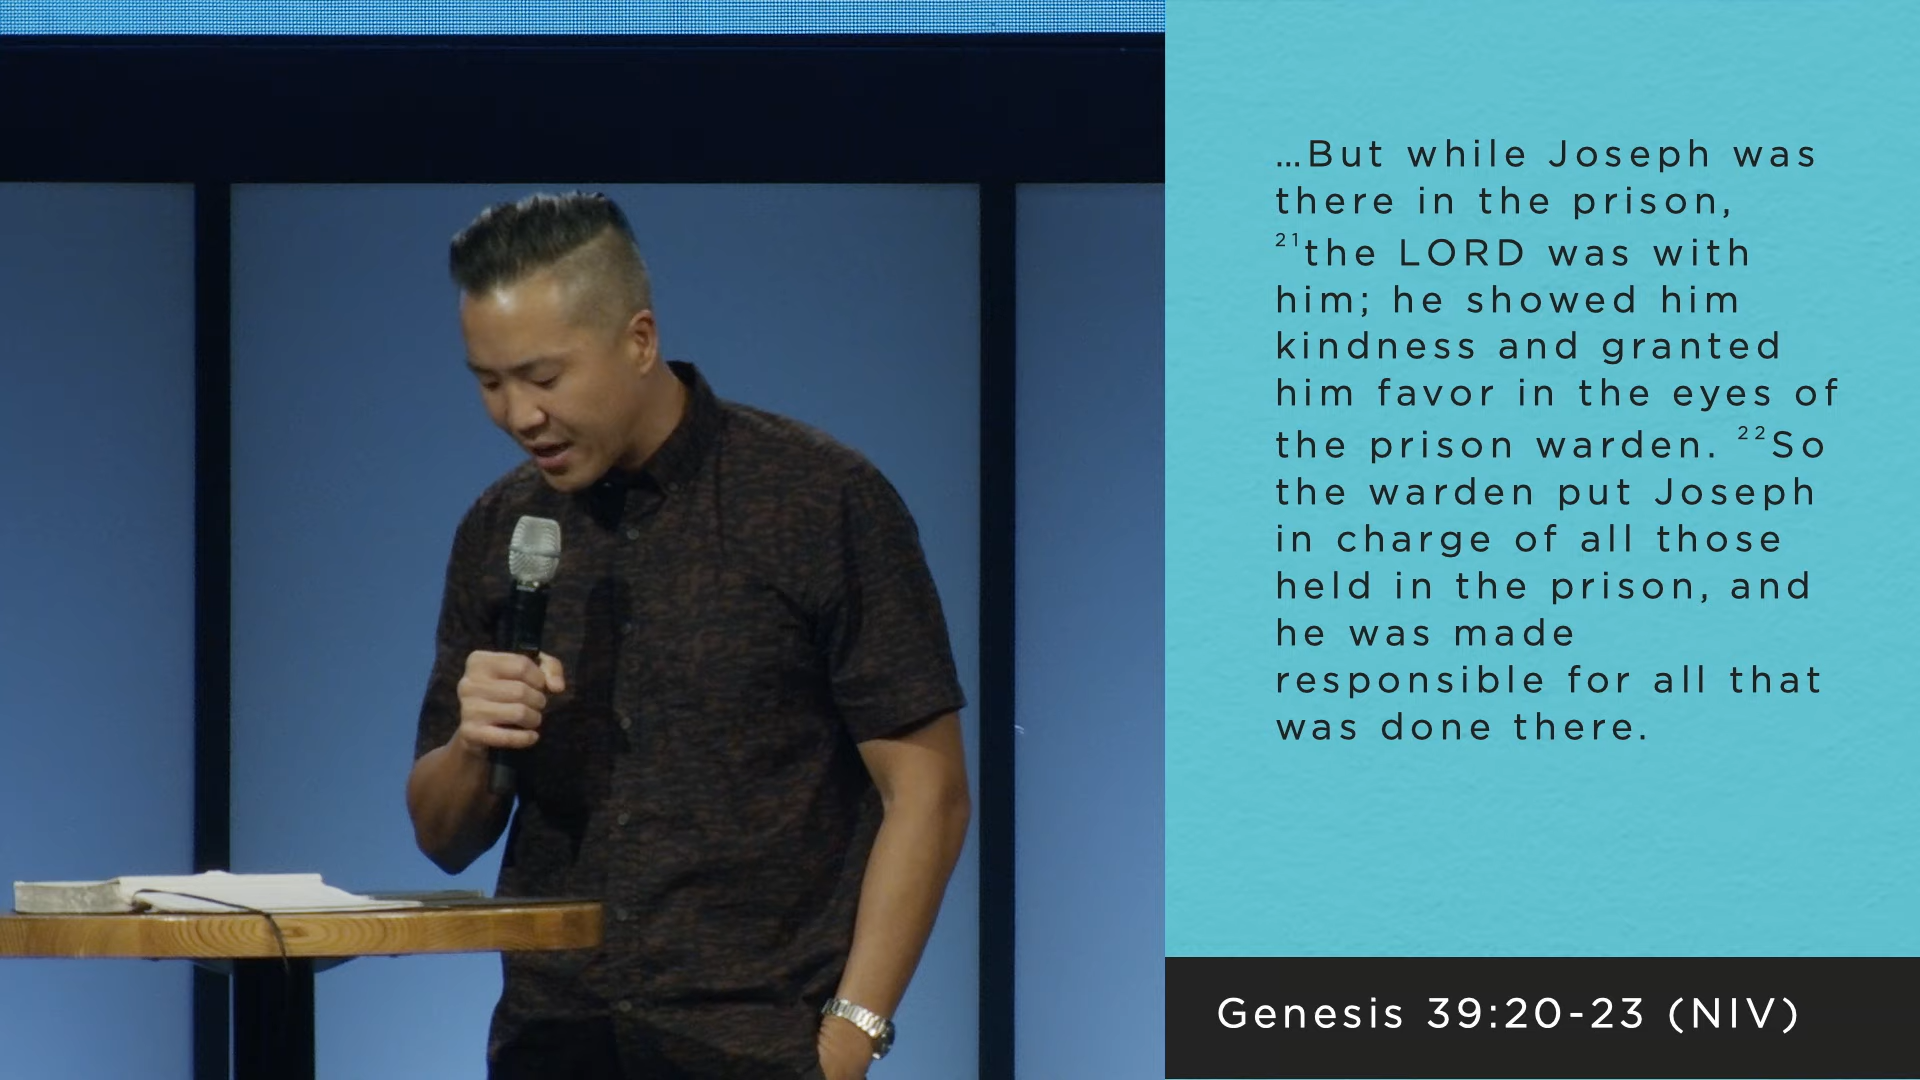 ...But while Joseph was
there in the prison,
²¹the LORD was with
him; he showed him
kindness and granted
him favor in the eyes of
the prison warden. ²²So
the warden put Joseph
in charge of all those
held in the prison, and
he was made
responsible for all that
was done there.
Genesis 39:20-23 (NIV)